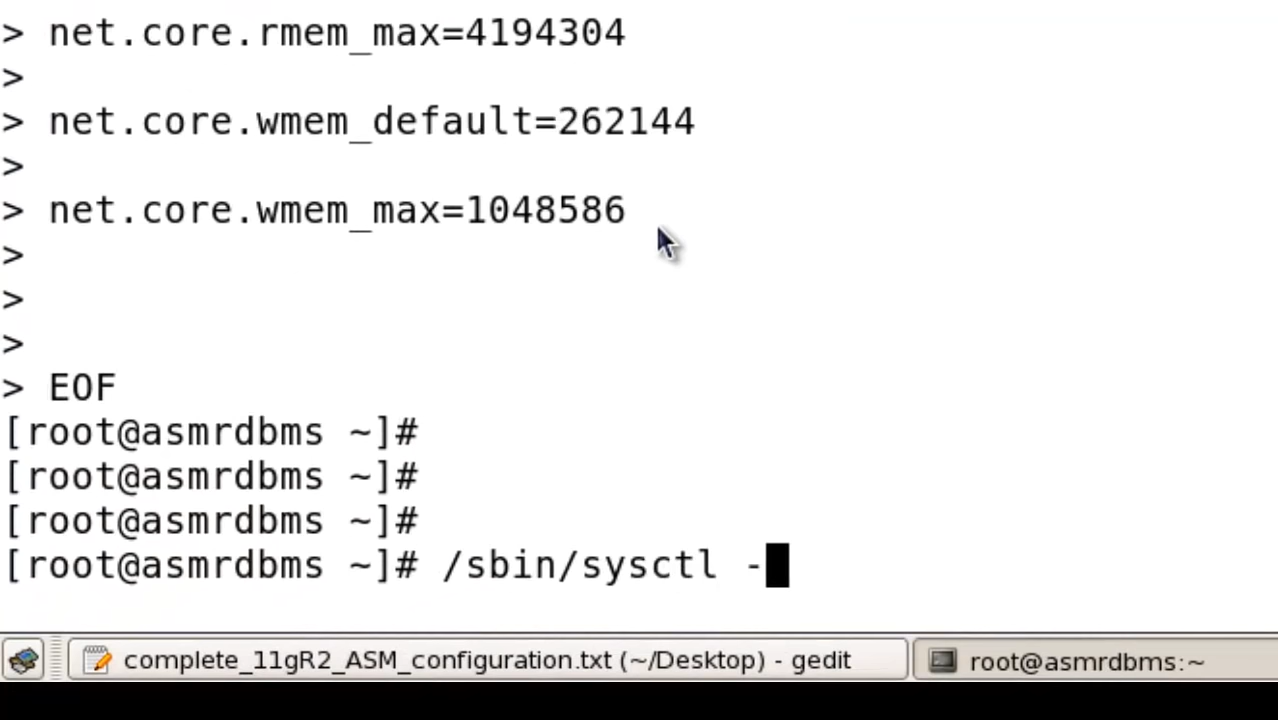 > net.core.rmem_max=4194304
>
> net.core.wmem_default=262144
>
> net.core.wmem_max=1048586
>
>
>
> EOF
[root@asmrdbms ~]#
[root@asmrdbms ~]#
[root@asmrdbms ~]#
[root@asmrdbms ~]# /sbin/sysctl -
complete_11gR2_ASM_configuration.txt (~/Desktop) - gedit
root@asmrdbms:~